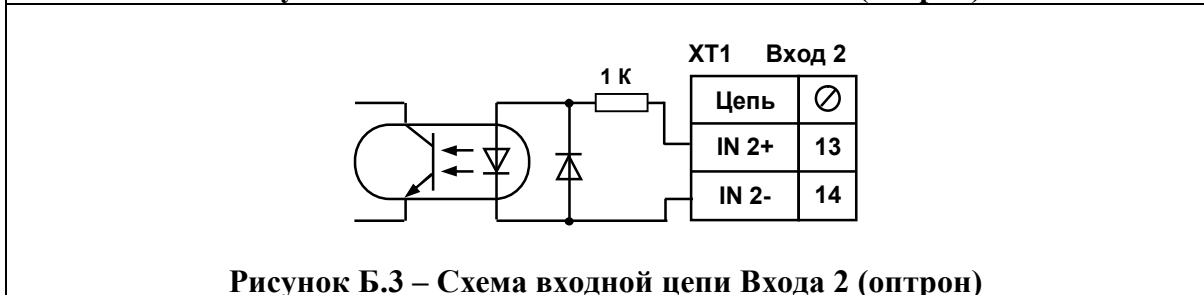 XT1 Вход 2
1 К
Цепь
IN 2+ 13
IN 2- 14
Рисунок Б.3 – Схема входной цепи Входа 2 (оптрон)